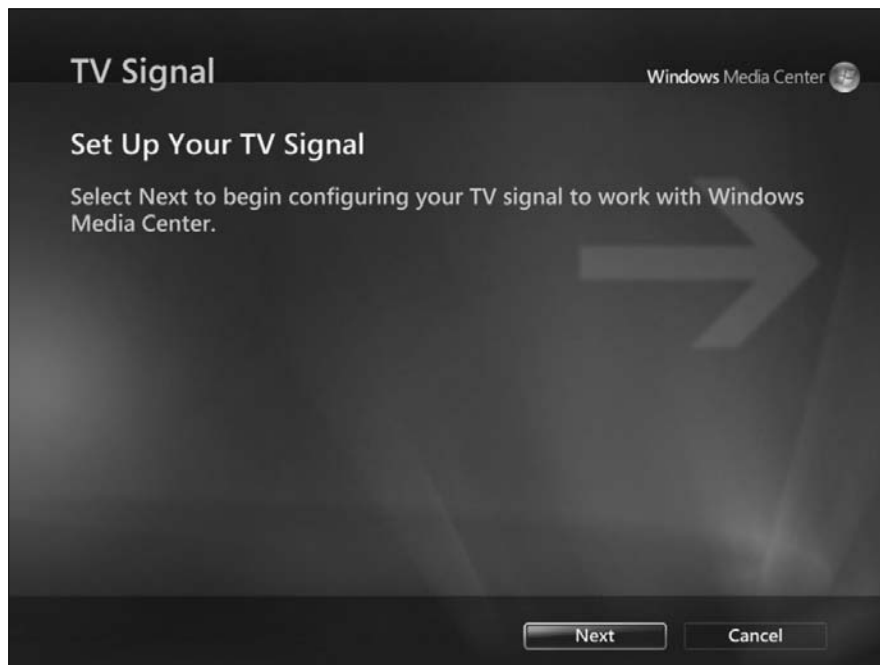 TV Signal
Windows Media Center
Set Up Your TV Signal
Select Next to begin configuring your TV signal to work with Windows
Media Center.
Next
Cancel